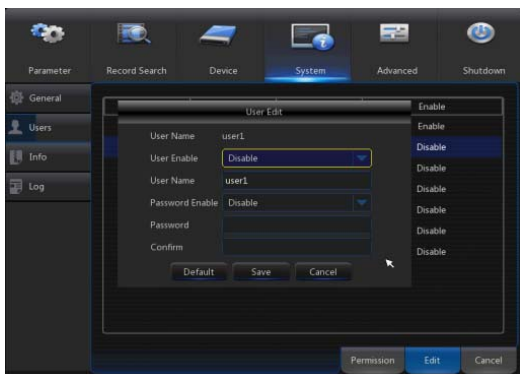 Parameter Record Search Device System Advanced Shutdown
General
Users
Info
Log
Enable
Enable
Disable
Disable
Disable
Disable
Disable
Disable
User Edit
User Name user1
User Enable Disable
User Name user1
Password Enable Disable
Password
Confirm
Default Save Cancel
Permission Edit Cancel